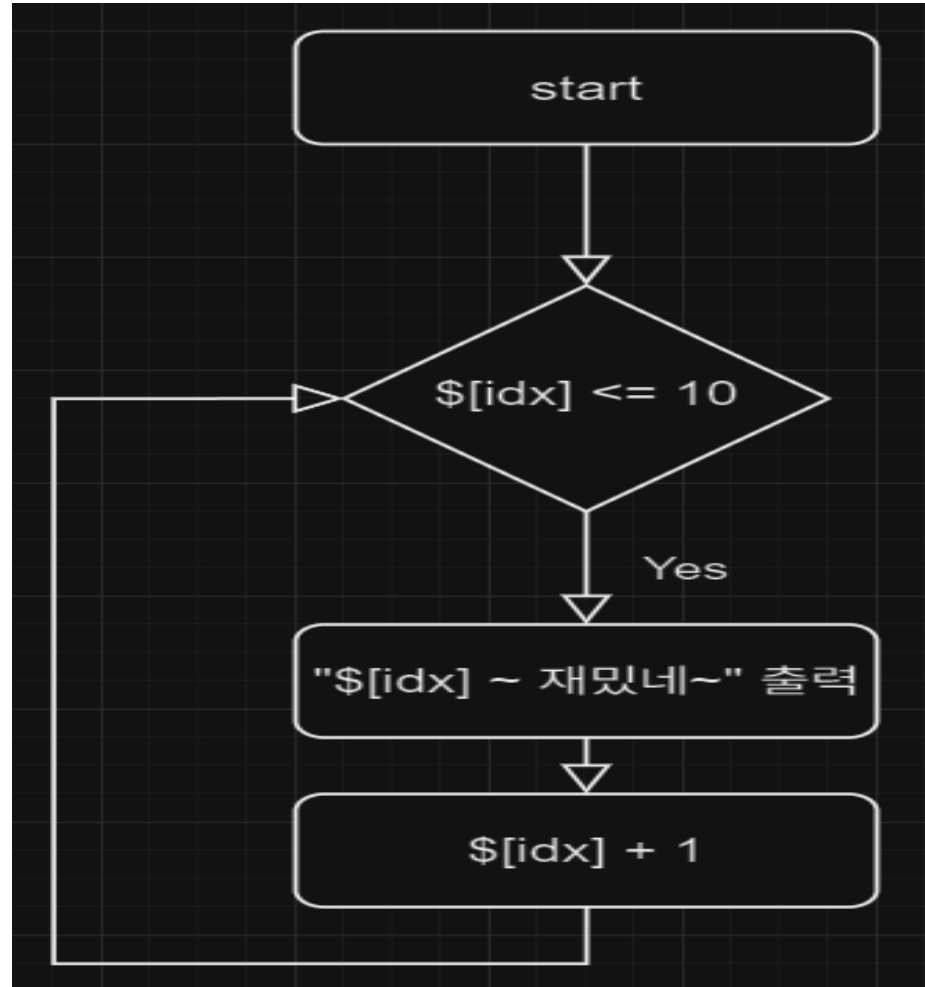 start
$[idx] <= 10
Yes
"$[idx] ~ 재밌네~" 출력
$[idx] + 1